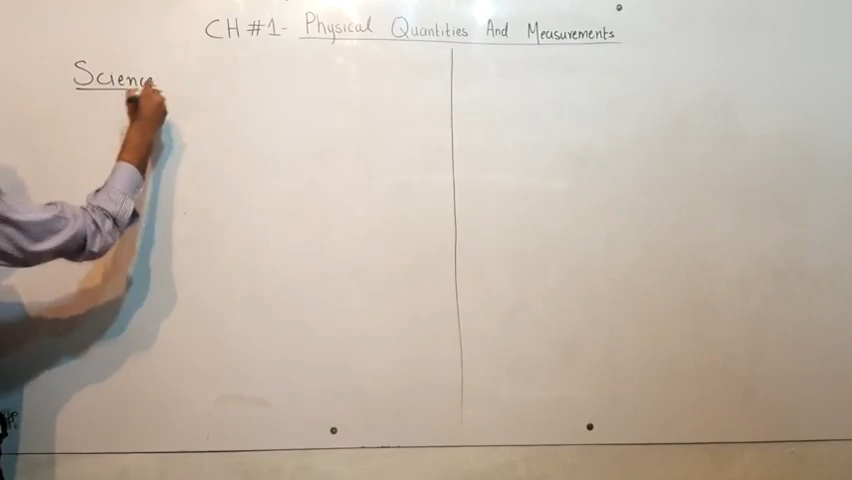 CH #1- Physical Quantities And Measurements
Science